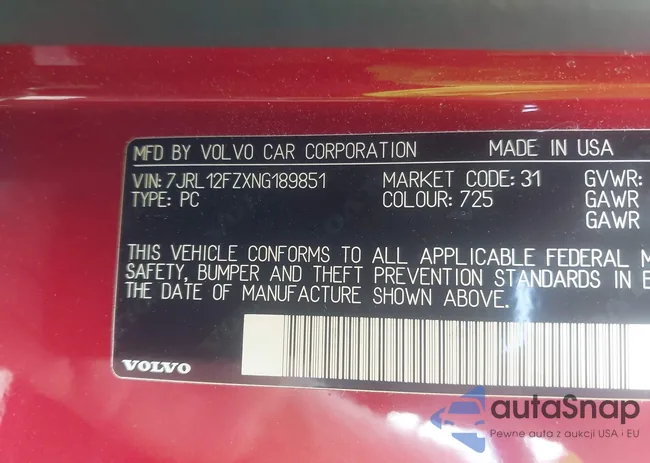 MFD BY VOLVO CAR CORPORATION MADE IN USA
VIN: 7JRL12FZXNG189851 MARKET CODE: 31 GVWR:
TYPE: PC COLOUR: 725 GAWR
GAWR
THIS VEHICLE CONFORMS TO ALL APPLICABLE FEDERAL M
SAFETY, BUMPER AND THEFT PREVENTION STANDARDS IN E
THE DATE OF MANUFACTURE SHOWN ABOVE.
VOLVO
autaSnap
Pewne auta z aukcji USA i EU